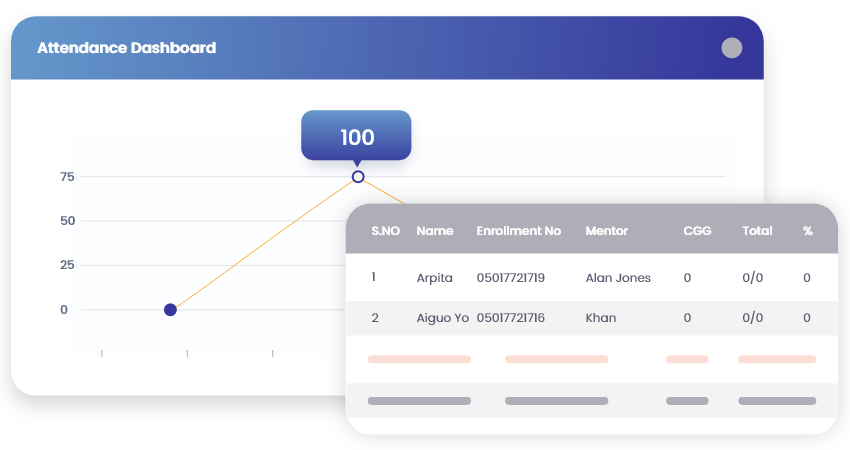 Attendance Dashboard
100
75
50
25
0
S.NO Name Enrollment No Mentor CGG Total %
1 Arpita 05017721719 Alan Jones 0 0/0 0
2 Aiguo Yo 05017721716 Khan 0 0/0 0